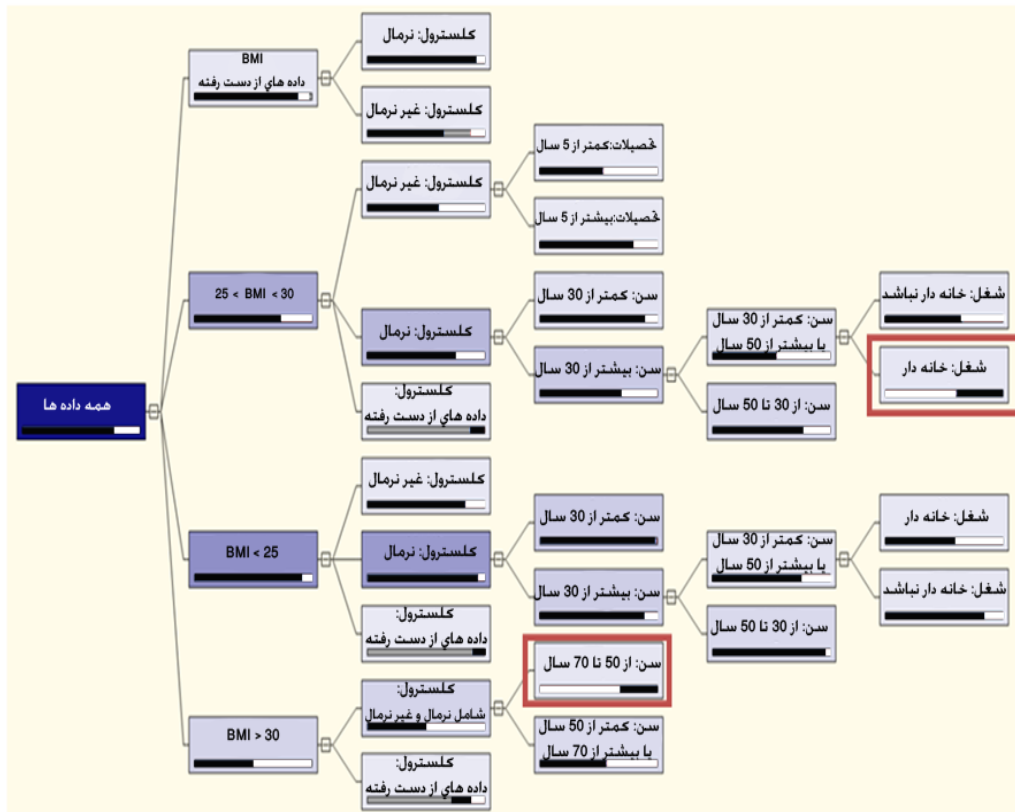 همه داده ها
BMI
داده هاي از دست رفته
کلسترول: نرمال
کلسترول: غیر نرمال
25 < BMI < 30
کلسترول: غیر نرمال
تحصیلات:کمتر از 5 سال
تحصیلات:بیشتر از 5 سال
کلسترول: نرمال
سن: کمتر از 30 سال
سن: بیشتر از 30 سال
سن: کمتر از 30 سال
یا بیشتر از 50 سال
شغل: خانه دار نباشد
شغل: خانه دار
سن: از 30 تا 50 سال
کلسترول:
داده هاي از دست رفته
BMI < 25
کلسترول: غیر نرمال
کلسترول: نرمال
سن: کمتر از 30 سال
سن: بیشتر از 30 سال
سن: کمتر از 30 سال
یا بیشتر از 50 سال
شغل: خانه دار
شغل: خانه دار نباشد
سن: از 30 تا 50 سال
کلسترول:
داده هاي از دست رفته
BMI > 30
کلسترول:
شامل نرمال و غیر نرمال
سن: از 50 تا 70 سال
سن: کمتر از 50 سال
یا بیشتر از 70 سال
کلسترول:
داده هاي از دست رفته